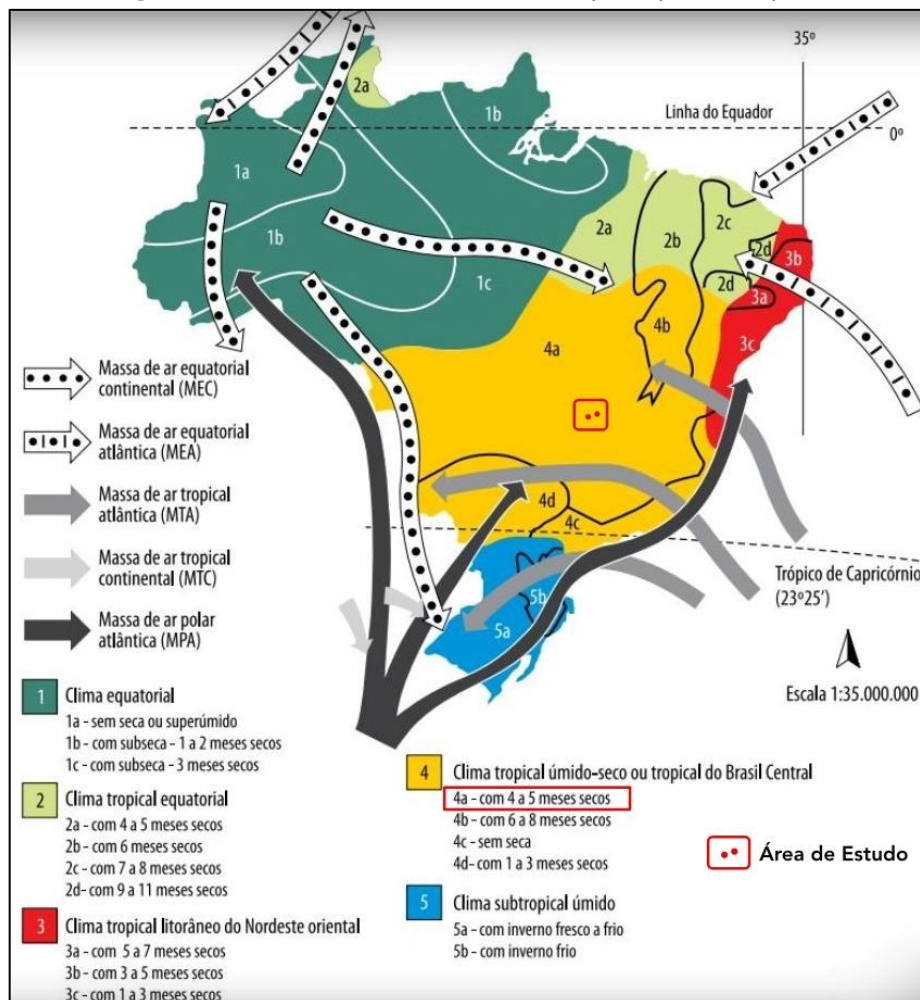 35º
2a
1b
Linha do Equador
0º
1a
2a
2b
2c
2d
3b
1b
1c
2d
3a
4a
4b
3c
Massa de ar equatorial
continental (MEC)
Massa de ar equatorial
atlântica (MEA)
Massa de ar tropical
atlântica (MTA)
4d
4c
Massa de ar tropical
continental (MTC)
Trópico de Capricórnio
(23º25')
5b
5a
Massa de ar polar
atlântica (MPA)
Escala 1:35.000.000
1 Clima equatorial
1a - sem seca ou superúmido
1b - com subseca - 1 a 2 meses secos
1c - com subseca - 3 meses secos
2 Clima tropical equatorial
2a - com 4 a 5 meses secos
2b - com 6 meses secos
2c - com 7 a 8 meses secos
2d - com 9 a 11 meses secos
3 Clima tropical litorâneo do Nordeste oriental
3a - com 5 a 7 meses secos
3b - com 3 a 5 meses secos
3c - com 1 a 3 meses secos
4 Clima tropical úmido-seco ou tropical do Brasil Central
4a - com 4 a 5 meses secos
4b - com 6 a 8 meses secos
4c - sem seca
4d - com 1 a 3 meses secos
Área de Estudo
5 Clima subtropical úmido
5a - com inverno fresco a frio
5b - com inverno frio